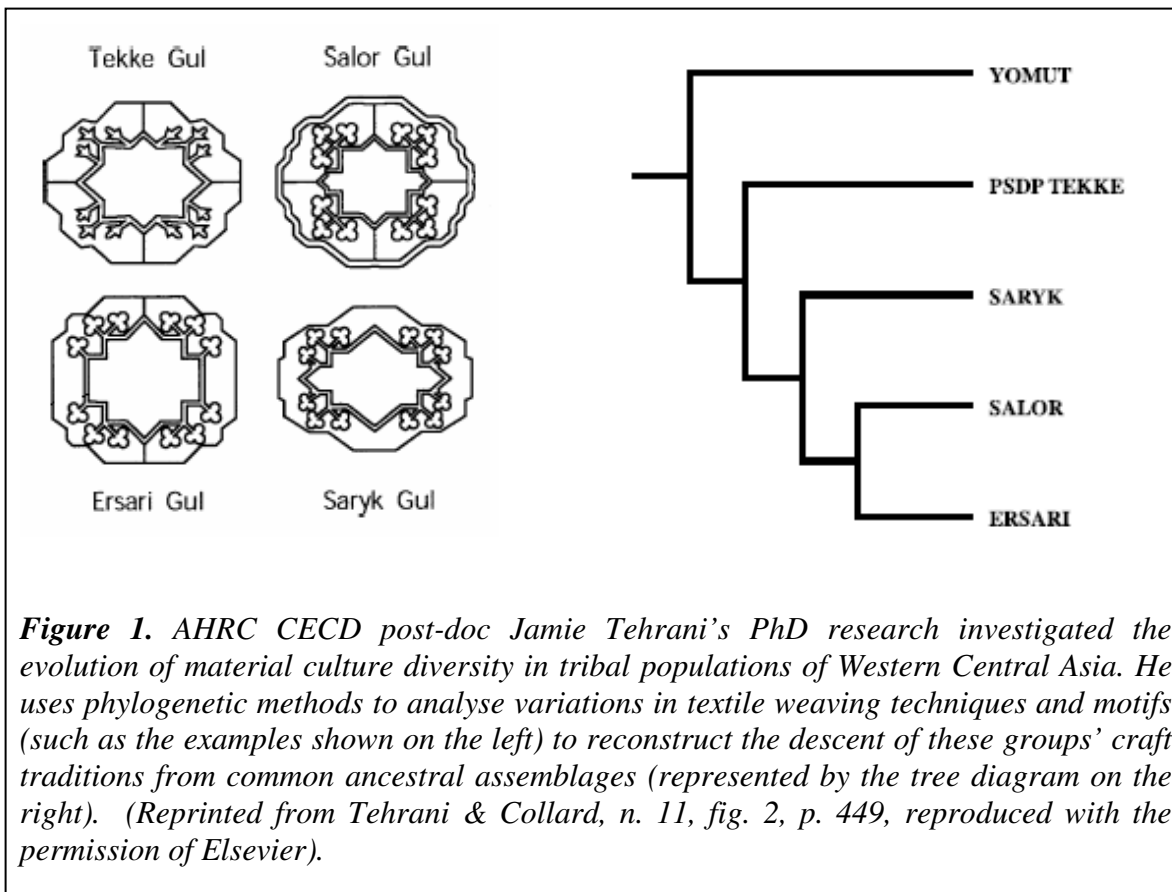 Tekke Gul
Salor Gul
Ersari Gul
Saryk Gul
YOMUT
PSDP TEKKE
SARYK
SALOR
ERSARI
Figure 1. AHRC CECD post-doc Jamie Tehrani's PhD research investigated the
evolution of material culture diversity in tribal populations of Western Central Asia. He
uses phylogenetic methods to analyse variations in textile weaving techniques and motifs
(such as the examples shown on the left) to reconstruct the descent of these groups' craft
traditions from common ancestral assemblages (represented by the tree diagram on the
right). (Reprinted from Tehrani & Collard, n. 11, fig. 2, p. 449, reproduced with the
permission of Elsevier).